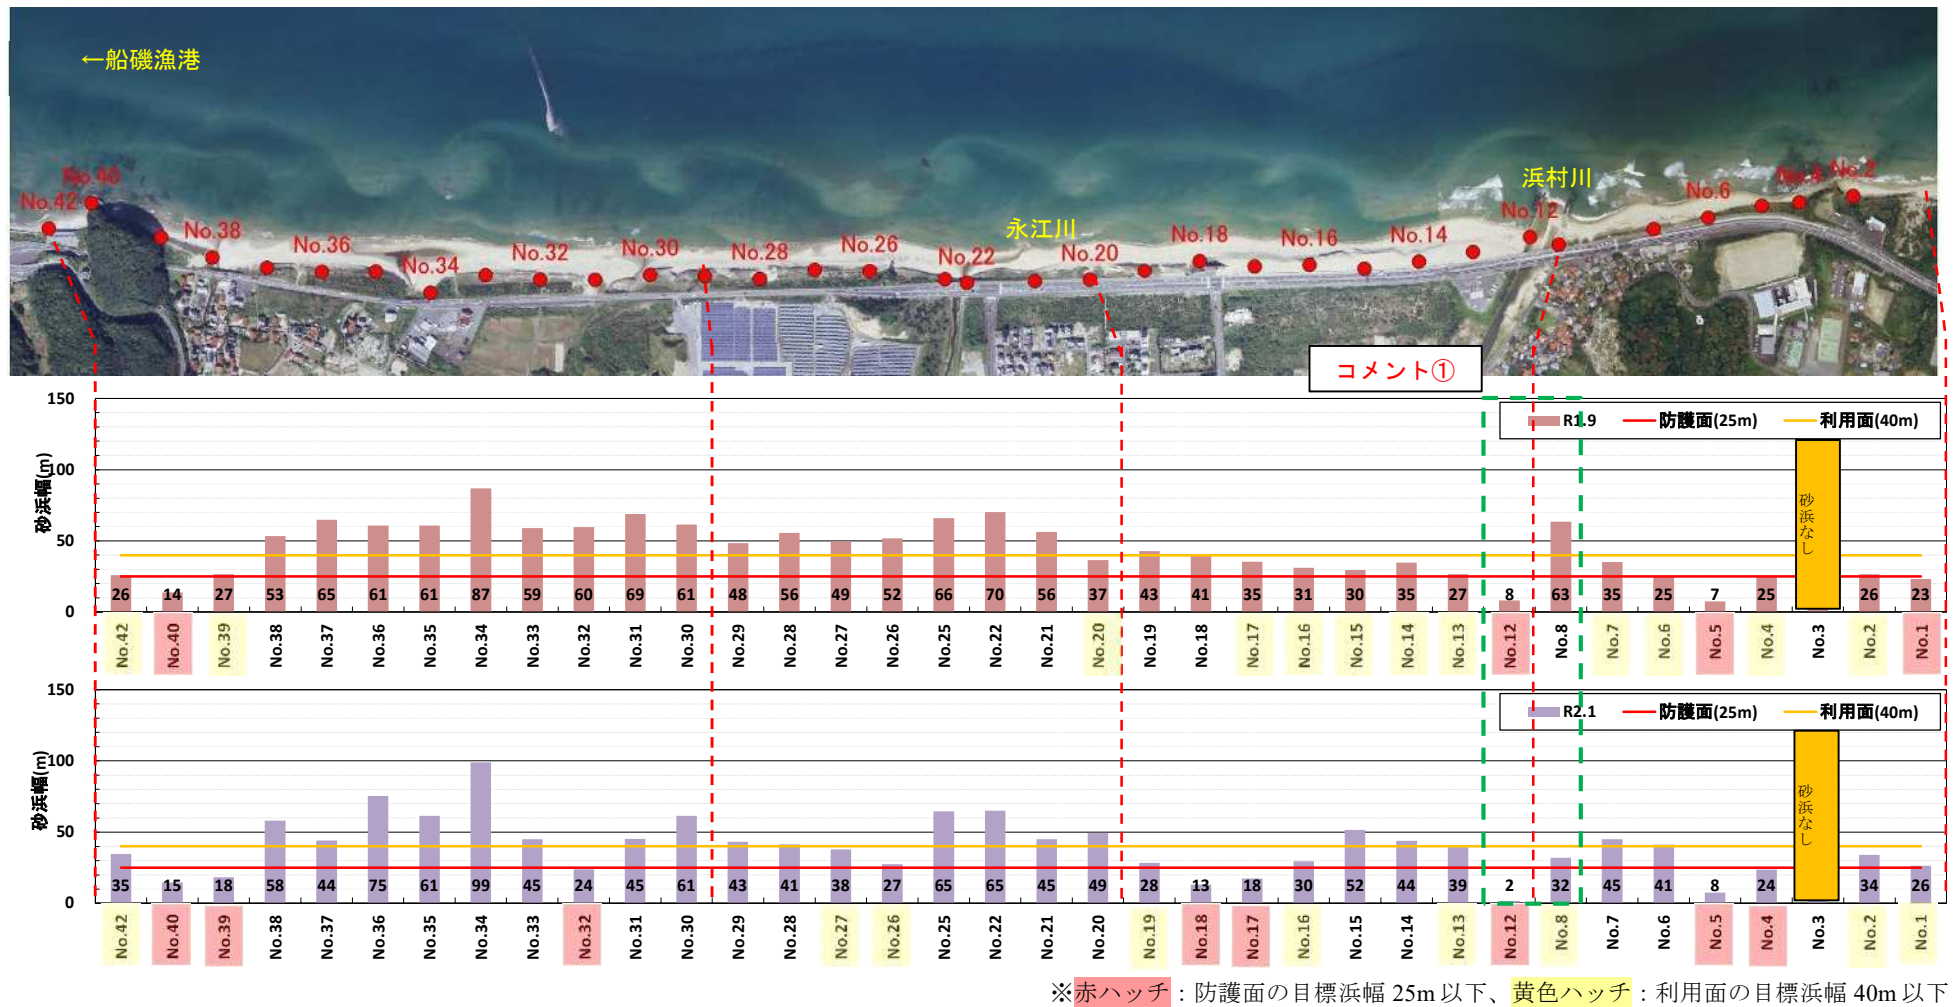 ←船磯漁港
浜村川
永江川
No.42
No.40
No.38
No.36
No.34
No.32
No.30
No.28
No.26
No.22
No.20
No.18
No.16
No.14
No.12
No.6
No.4
No.2
コメント①
砂浜幅(m)
150
100
50
0
R1.9 防護面(25m) 利用面(40m)
砂浜なし
26 14 27 53 65 61 61 87 59 60 69 61 48 56 49 52 66 70 56 37 43 41 35 31 30 35 27 8 63 35 25 7 25 26 23
No.42 No.40 No.39 No.38 No.37 No.36 No.35 No.34 No.33 No.32 No.31 No.30 No.29 No.28 No.27 No.26 No.25 No.22 No.21 No.20 No.19 No.18 No.17 No.16 No.15 No.14 No.13 No.12 No.8 No.7 No.6 No.5 No.4 No.3 No.2 No.1
砂浜幅(m)
150
100
50
0
R2.1 防護面(25m) 利用面(40m)
砂浜なし
35 15 18 58 44 75 61 99 45 24 45 61 43 41 38 27 65 65 45 49 28 13 18 30 52 44 39 2 32 45 41 8 24 34 26
No.42 No.40 No.39 No.38 No.37 No.36 No.35 No.34 No.33 No.32 No.31 No.30 No.29 No.28 No.27 No.26 No.25 No.22 No.21 No.20 No.19 No.18 No.17 No.16 No.15 No.14 No.13 No.12 No.8 No.7 No.6 No.5 No.4 No.3 No.2 No.1
※赤ハッチ：防護面の目標浜幅 25m以下、黄色ハッチ：利用面の目標浜幅 40m以下